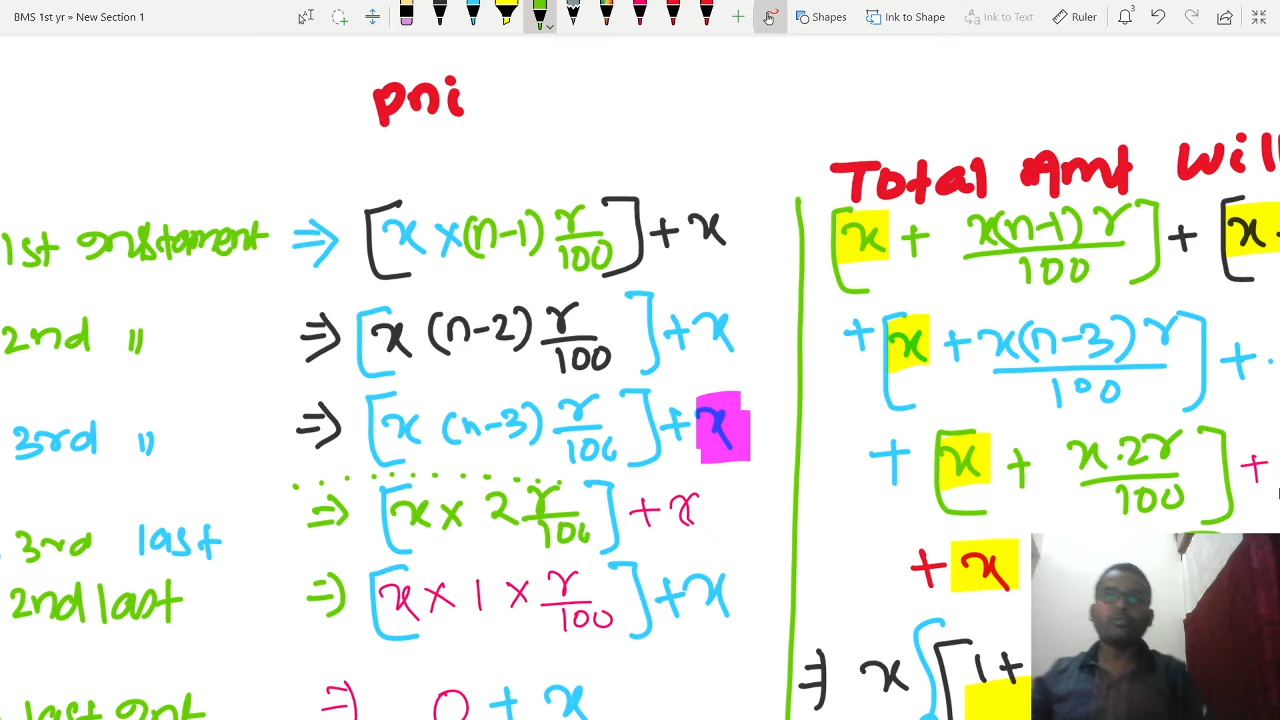 BMS 1st yr » New Section 1
Shapes Ink to Shape Ink to Text Ruler
pni
1st enstament ⇒ [x × (n-1) r/100] + x
2nd " ⇒ [x (n-2) r/100] + x
3rd " ⇒ [x (n-3) r/100] + x
3rd last ⇒ [x × 2 r/100] + x
2nd last ⇒ [x × 1 × r/100] + x
last ⇒ 0 + x
Total Amt Will
[x + x(n-1) r/100] + [x
+ [x + x(n-3) r/100] + .
+ [x + x.2r/100] +
+ x
⇒ x [1+